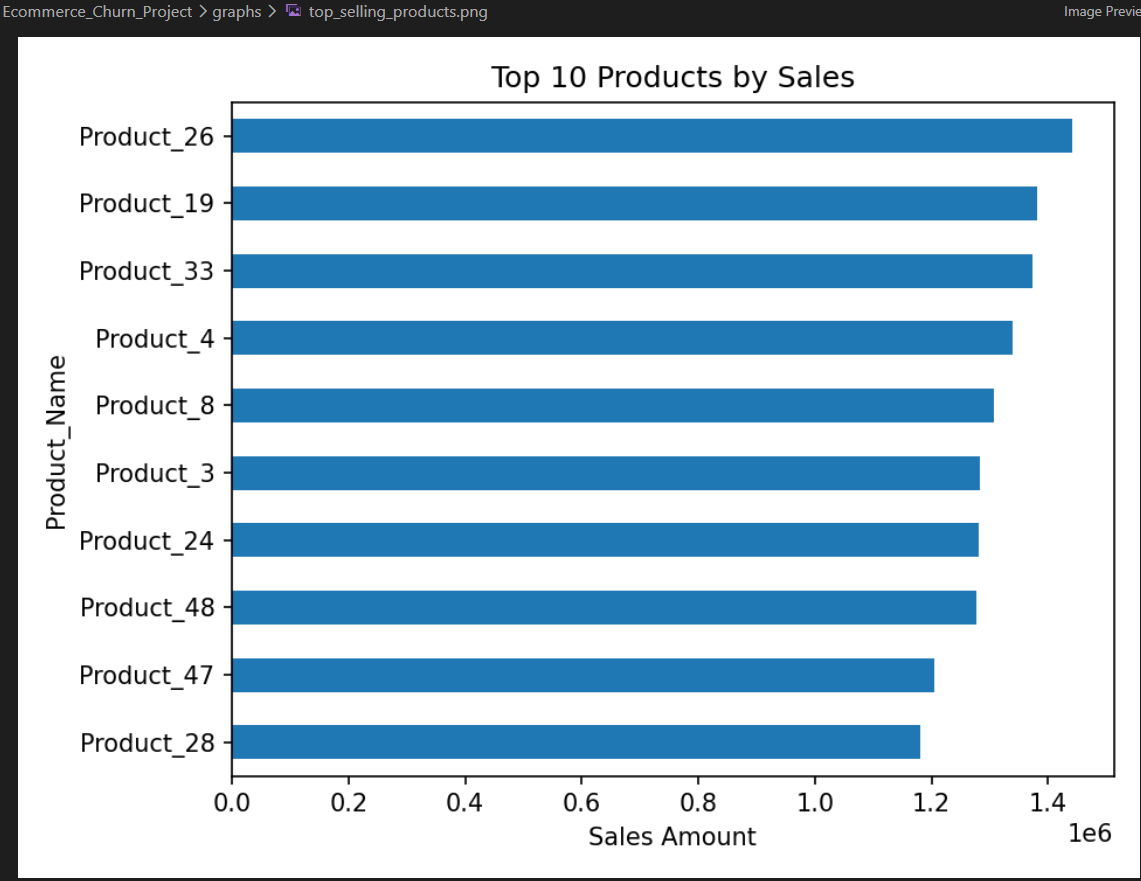 Ecommerce_Churn_Project > graphs > top_selling_products.png
Image Previe
Top 10 Products by Sales
Product_26
Product_19
Product_33
Product_4
Product_8
Product_3
Product_24
Product_48
Product_47
Product_28
Product_Name
0.0 0.2 0.4 0.6 0.8 1.0 1.2 1.4
1e6
Sales Amount